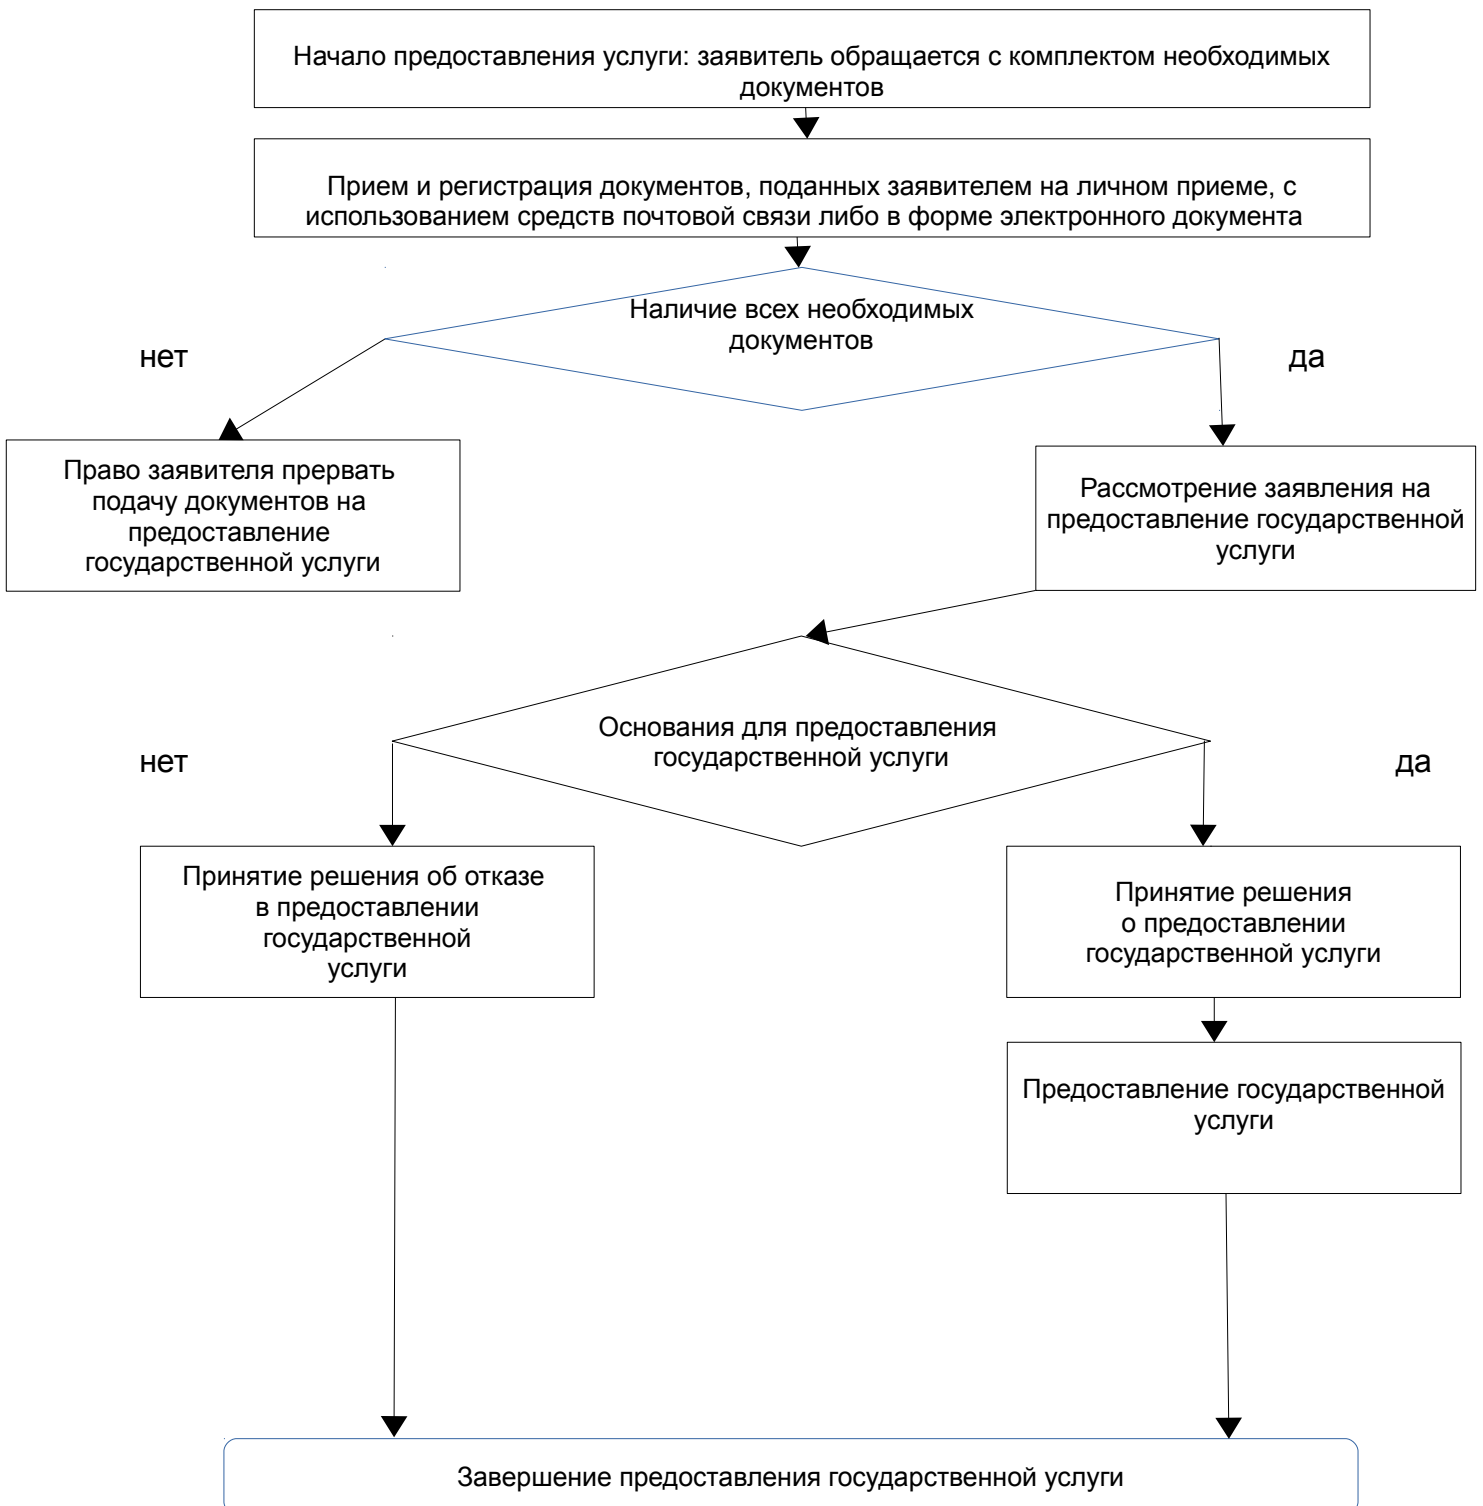 Начало предоставления услуги: заявитель обращается с комплектом необходимых
документов
Прием и регистрация документов, поданных заявителем на личном приеме, с
использованием средств почтовой связи либо в форме электронного документа
Наличие всех необходимых
документов
нет
да
Право заявителя прервать
подачу документов на
предоставление
государственной услуги
Рассмотрение заявления на
предоставление государственной
услуги
Основания для предоставления
государственной услуги
нет
да
Принятие решения об отказе
в предоставлении
государственной
услуги
Принятие решения
о предоставлении
государственной услуги
Предоставление государственной
услуги
Завершение предоставления государственной услуги